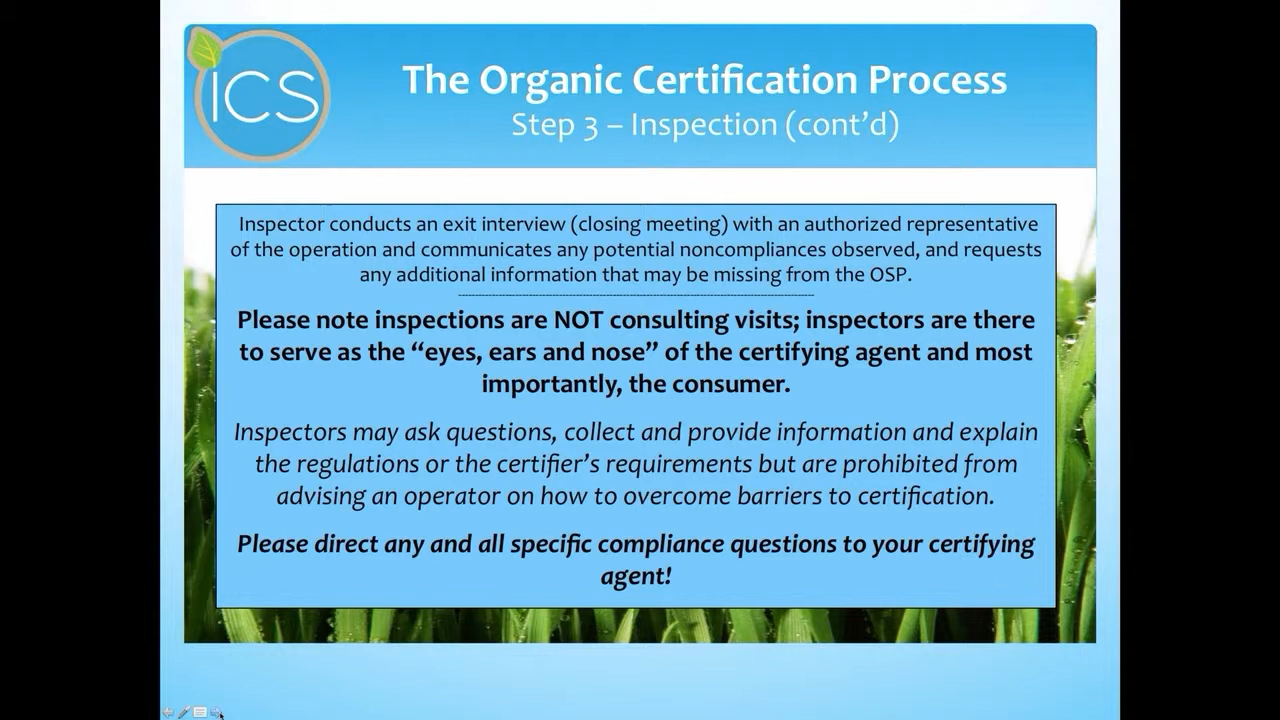 ICS
The Organic Certification Process
Step 3 – Inspection (cont’d)
Inspector conducts an exit interview (closing meeting) with an authorized representative
of the operation and communicates any potential noncompliances observed, and requests
any additional information that may be missing from the OSP.
Please note inspections are NOT consulting visits; inspectors are there
to serve as the “eyes, ears and nose” of the certifying agent and most
importantly, the consumer.
Inspectors may ask questions, collect and provide information and explain
the regulations or the certifier’s requirements but are prohibited from
advising an operator on how to overcome barriers to certification.
Please direct any and all specific compliance questions to your certifying
agent!